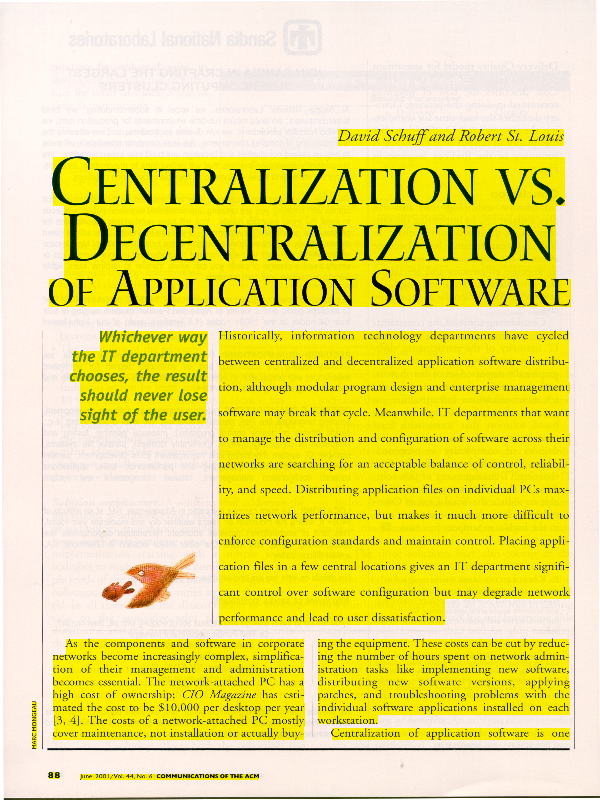 David Schuff and Robert St. Louis
CENTRALIZATION VS.
DECENTRALIZATION
OF APPLICATION SOFTWARE
Whichever way
the IT department
chooses, the result
should never lose
sight of the user.
Historically, information technology departments have cycled
between centralized and decentralized application software distribu-
tion, although modular program design and enterprise management
software may break that cycle. Meanwhile, IT departments that want
to manage the distribution and configuration of software across their
networks are searching for an acceptable balance of control, reliabil-
ity, and speed. Distributing application files on individual PCs max-
imizes network performance, but makes it much more difficult to
enforce configuration standards and maintain control. Placing appli-
cation files in a few central locations gives an IT department signifi-
cant control over software configuration but may degrade network
performance and lead to user dissatisfaction.
As the components and software in corporate
networks become increasingly complex, simplifica-
tion of their management and administration
becomes essential. The network-attached PC has a
high cost of ownership; CIO Magazine has esti-
mated the cost to be $10,000 per desktop per year
[3, 4]. The costs of a network-attached PC mostly
cover maintenance, not installation or actually buy-
ing the equipment. These costs can be cut by reduc-
ing the number of hours spent on network admin-
istration tasks like implementing new software,
distributing new software versions, applying
patches, and troubleshooting problems with the
individual software applications installed on each
workstation.
Centralization of application software is one
MARC MONGEAU
88 June 2001/Vol. 44, No. 6 COMMUNICATIONS OF THE ACM